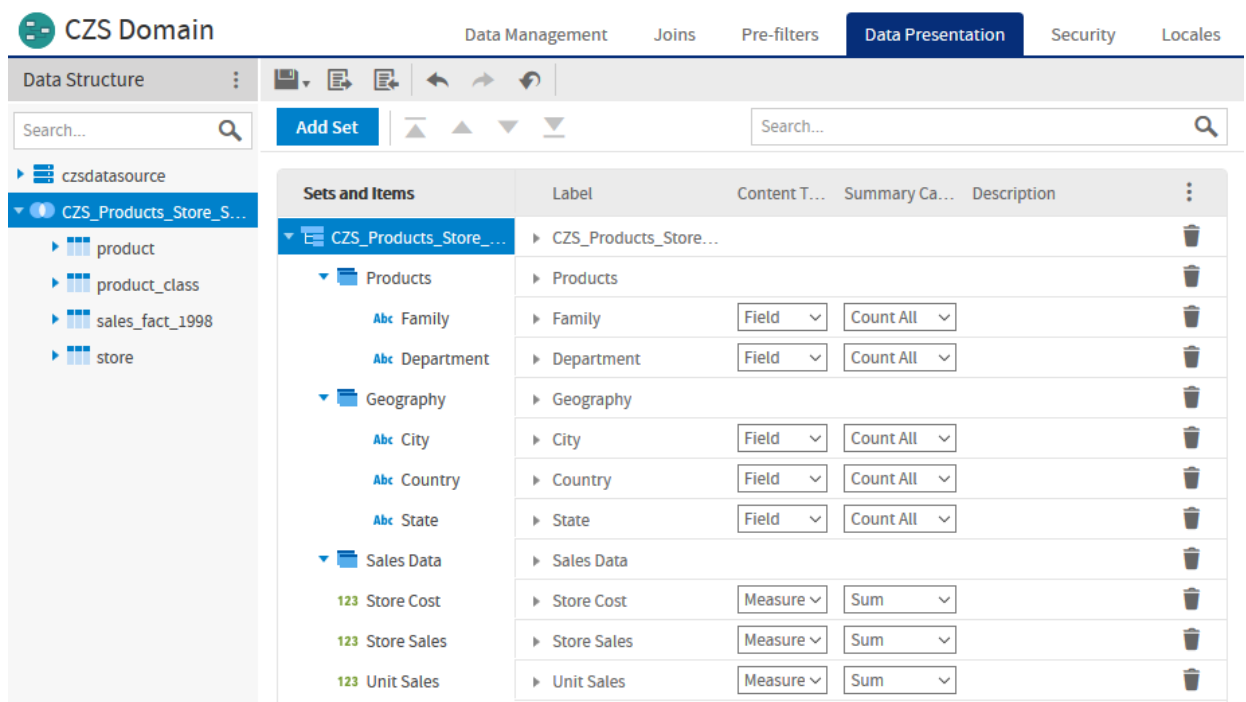 CZS Domain
Data Management Joins Pre-filters Data Presentation Security Locales
Data Structure
Search...
Add Set
Search...
czsdatasource
CZS_Products_Store_S...
product
product_class
sales_fact_1998
store
Sets and Items Label Content T... Summary Ca... Description
CZS_Products_Store_... CZS_Products_Store...
Products Products
Abc Family Family Field Count All
Abc Department Department Field Count All
Geography Geography
Abc City City Field Count All
Abc Country Country Field Count All
Abc State State Field Count All
Sales Data Sales Data
123 Store Cost Store Cost Measure Sum
123 Store Sales Store Sales Measure Sum
123 Unit Sales Unit Sales Measure Sum